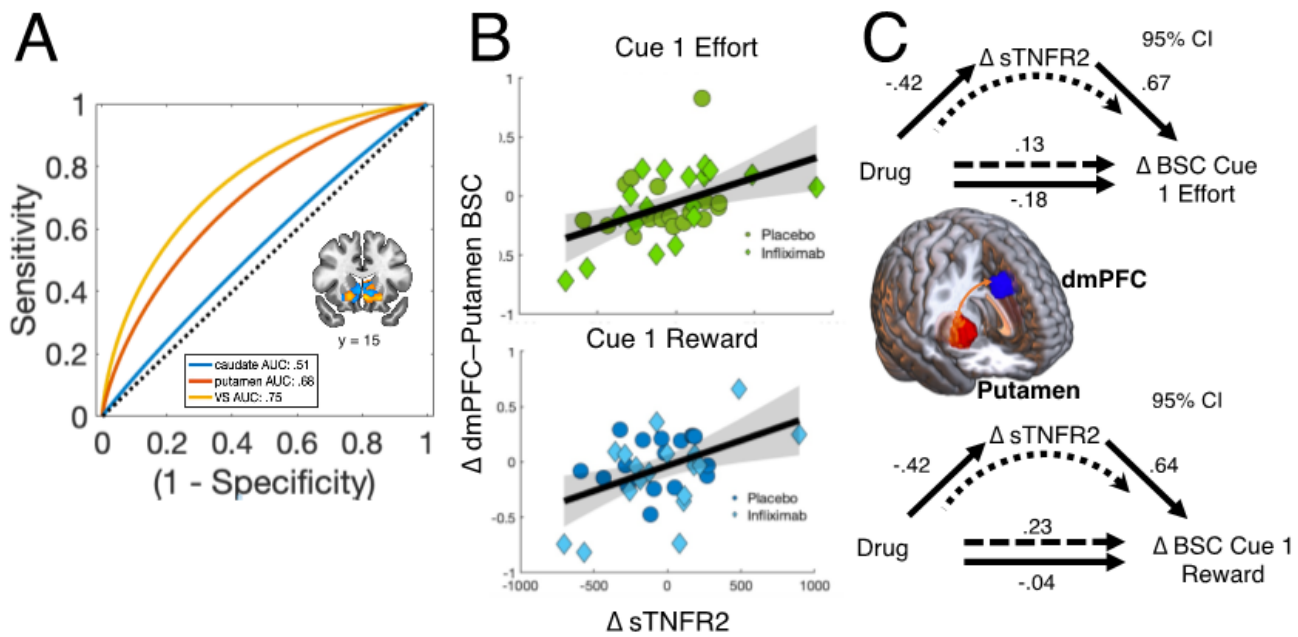 A
Sensitivity
1
0.8
0.6
0.4
0.2
0
0
0.2
0.4
0.6
0.8
1
(1 - Specificity)
y = 15
caudate AUC: .51
putamen AUC: .68
VS AUC: .75
B
Δ dmPFC–Putamen BSC
Cue 1 Effort
1
.5
0
.5
-1
Placebo
Infliximab
Cue 1 Reward
1
0.5
0
-0.5
-1
-1000
-500
0
500
1000
Placebo
Infliximab
Δ sTNFR2
C
95% CI
Δ sTNFR2
-.42
.67
Drug
.13
-.18
Δ BSC Cue
1 Effort
dmPFC
Putamen
95% CI
Δ sTNFR2
-.42
.64
Drug
.23
-.04
Δ BSC Cue 1
Reward